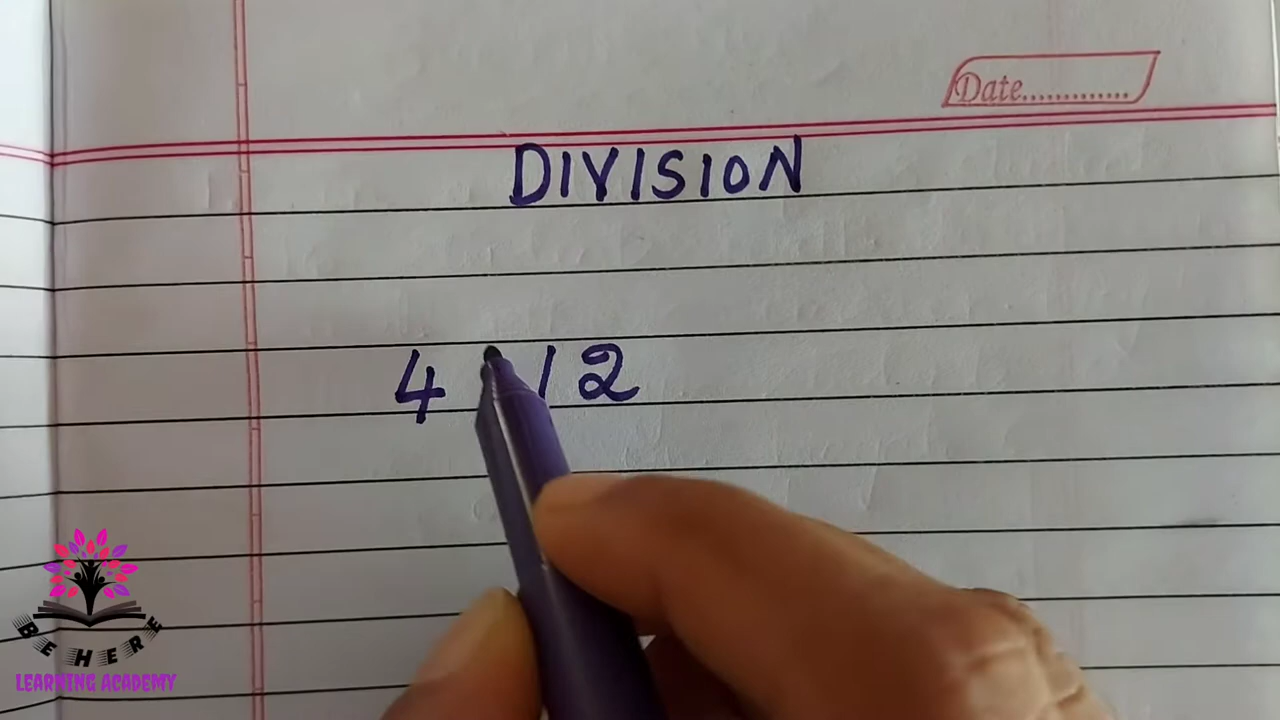 Date.............
DIVISION
4 12
BE HERE
LEARNING ACADEMY